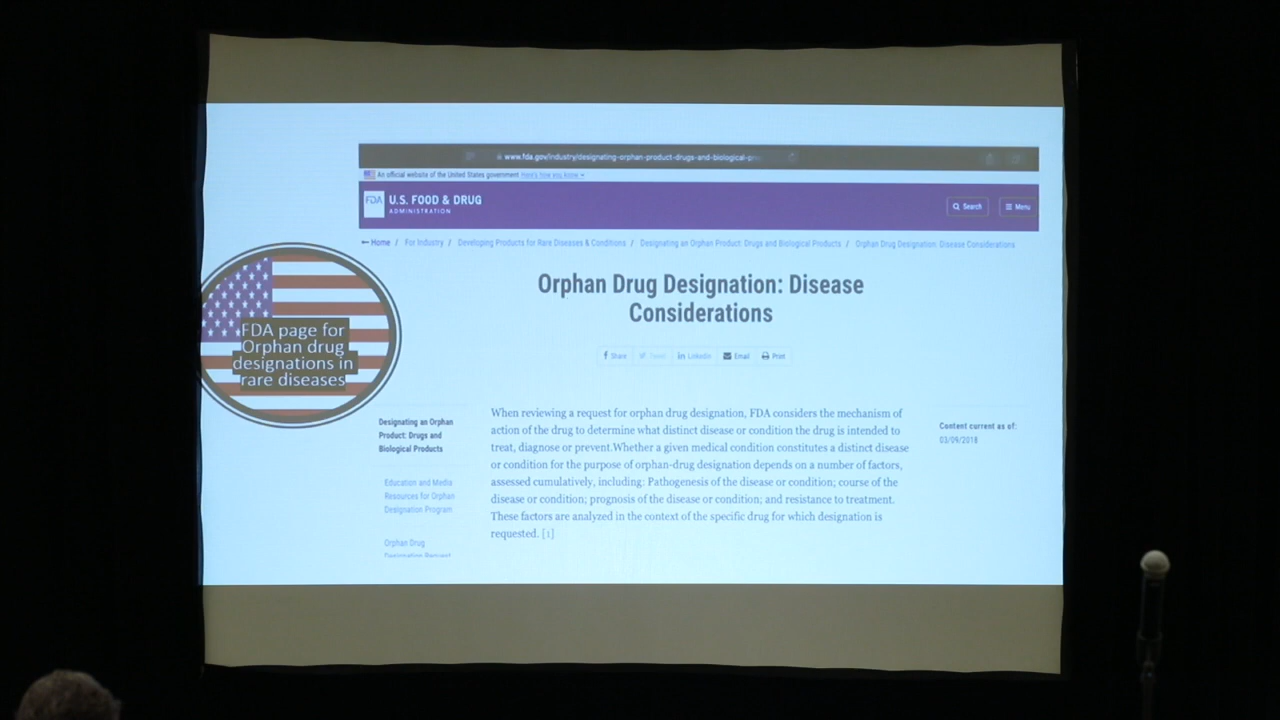 www.fda.gov/industry/designating-orphan-product-drugs-and-biological-pr
An official website of the United States government Here's how you know
FDA U.S. FOOD & DRUG
ADMINISTRATION
Search
Menu
Home / For Industry / Developing Products for Rare Diseases & Conditions / Designating an Orphan Product: Drugs and Biological Products / Orphan Drug Designation: Disease Considerations
Orphan Drug Designation: Disease
Considerations
FDA page for
Orphan drug
designations in
rare diseases
Share
Tweet
Linkedin
Email
Print
Designating an Orphan
Product: Drugs and
Biological Products
Education and Media
Resources for Orphan
Designation Program
Orphan Drug
Designation Request
When reviewing a request for orphan drug designation, FDA considers the mechanism of
action of the drug to determine what distinct disease or condition the drug is intended to
treat, diagnose or prevent.Whether a given medical condition constitutes a distinct disease
or condition for the purpose of orphan-drug designation depends on a number of factors,
assessed cumulatively, including: Pathogenesis of the disease or condition; course of the
disease or condition; prognosis of the disease or condition; and resistance to treatment.
These factors are analyzed in the context of the specific drug for which designation is
requested. [1]
Content current as of:
03/09/2018